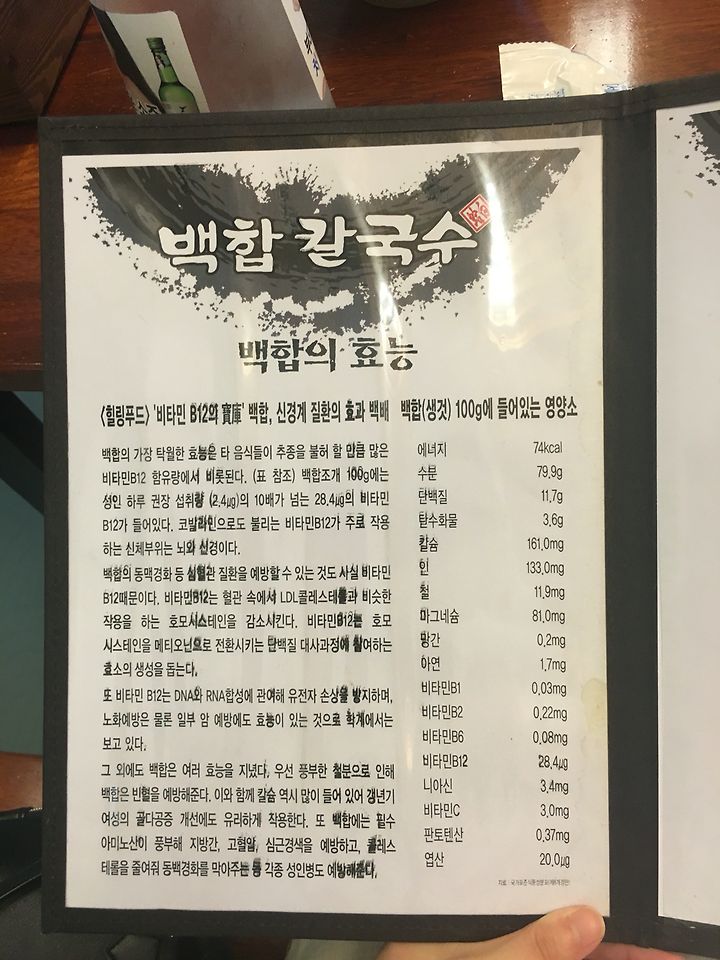 백합 칼국수
백합의 효능
<힐링푸드> '비타민 B12의 寶庫' 백합, 신경계 질환의 효과 백배
백합의 가장 탁월한 효능은 타 음식들이 추종을 불허 할 만큼 많은
비타민B12 함유량에서 비롯된다. (표 참조) 백합조개 100g에는
성인 하루 권장 섭취량 (2.4㎍)의 10배가 넘는 28.4㎍의 비타민
B12가 들어있다. 코발라민으로도 불리는 비타민B12가 주로 작용
하는 신체부위는 뇌와 신경이다.
백합의 동맥경화 등 심혈관 질환을 예방할 수 있는 것도 사실 비타민
B12때문이다. 비타민B12는 혈관 속에서 LDL콜레스테롤과 비슷한
작용을 하는 호모시스테인을 감소시킨다. 비타민B12는 호모
시스테인을 메티오닌으로 전환시키는 단백질 대사과정에 참여하는
효소의 생성을 돕는다.
또 비타민 B12는 DNA와 RNA합성에 관여해 유전자 손상을 방지하며,
노화예방은 물론 일부 암 예방에도 효능이 있는 것으로 학계에서는
보고 있다.
그 외에도 백합은 여러 효능을 지녔다. 우선 풍부한 철분으로 인해
백합은 빈혈을 예방해준다. 이와 함께 칼슘 역시 많이 들어 있어 갱년기
여성의 골다공증 개선에도 유리하게 작용한다. 또 백합에는 필수
아미노산이 풍부해 지방간, 고혈압, 심근경색을 예방하고, 콜레스
테롤을 줄여줘 동백경화를 막아주는 등 각종 성인병도 예방해준다.
백합(생것) 100g에 들어있는 영양소
에너지 74kcal
수분 79.9g
단백질 11.7g
탄수화물 3.6g
칼슘 161.0mg
인 133.0mg
철 11.9mg
마그네슘 81.0mg
망간 0.2mg
아연 1.7mg
비타민B1 0.03mg
비타민B2 0.22mg
비타민B6 0.08mg
비타민B12 28.4㎍
니아신 3.4mg
비타민C 3.0mg
판토텐산 0.37mg
엽산 20.0㎍